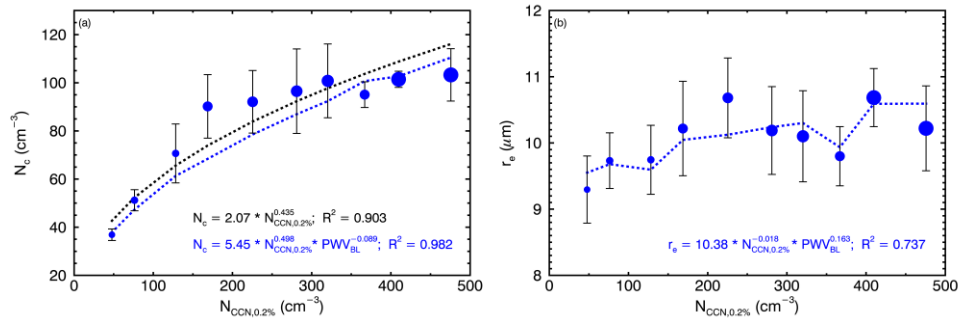 (a)
120
100
80
60
40
20
N_c (cm⁻³)
N_c = 2.07 * N_CCN,0.2%^0.435; R² = 0.903
N_c = 5.45 * N_CCN,0.2%^0.498 * PWV_BL^-0.089; R² = 0.982
0 100 200 300 400 500
N_CCN,0.2% (cm⁻³)
(b)
12
11
10
9
8
r_e (μm)
r_e = 10.38 * N_CCN,0.2%^-0.018 * PWV_BL^0.163; R² = 0.737
0 100 200 300 400 500
N_CCN,0.2% (cm⁻³)